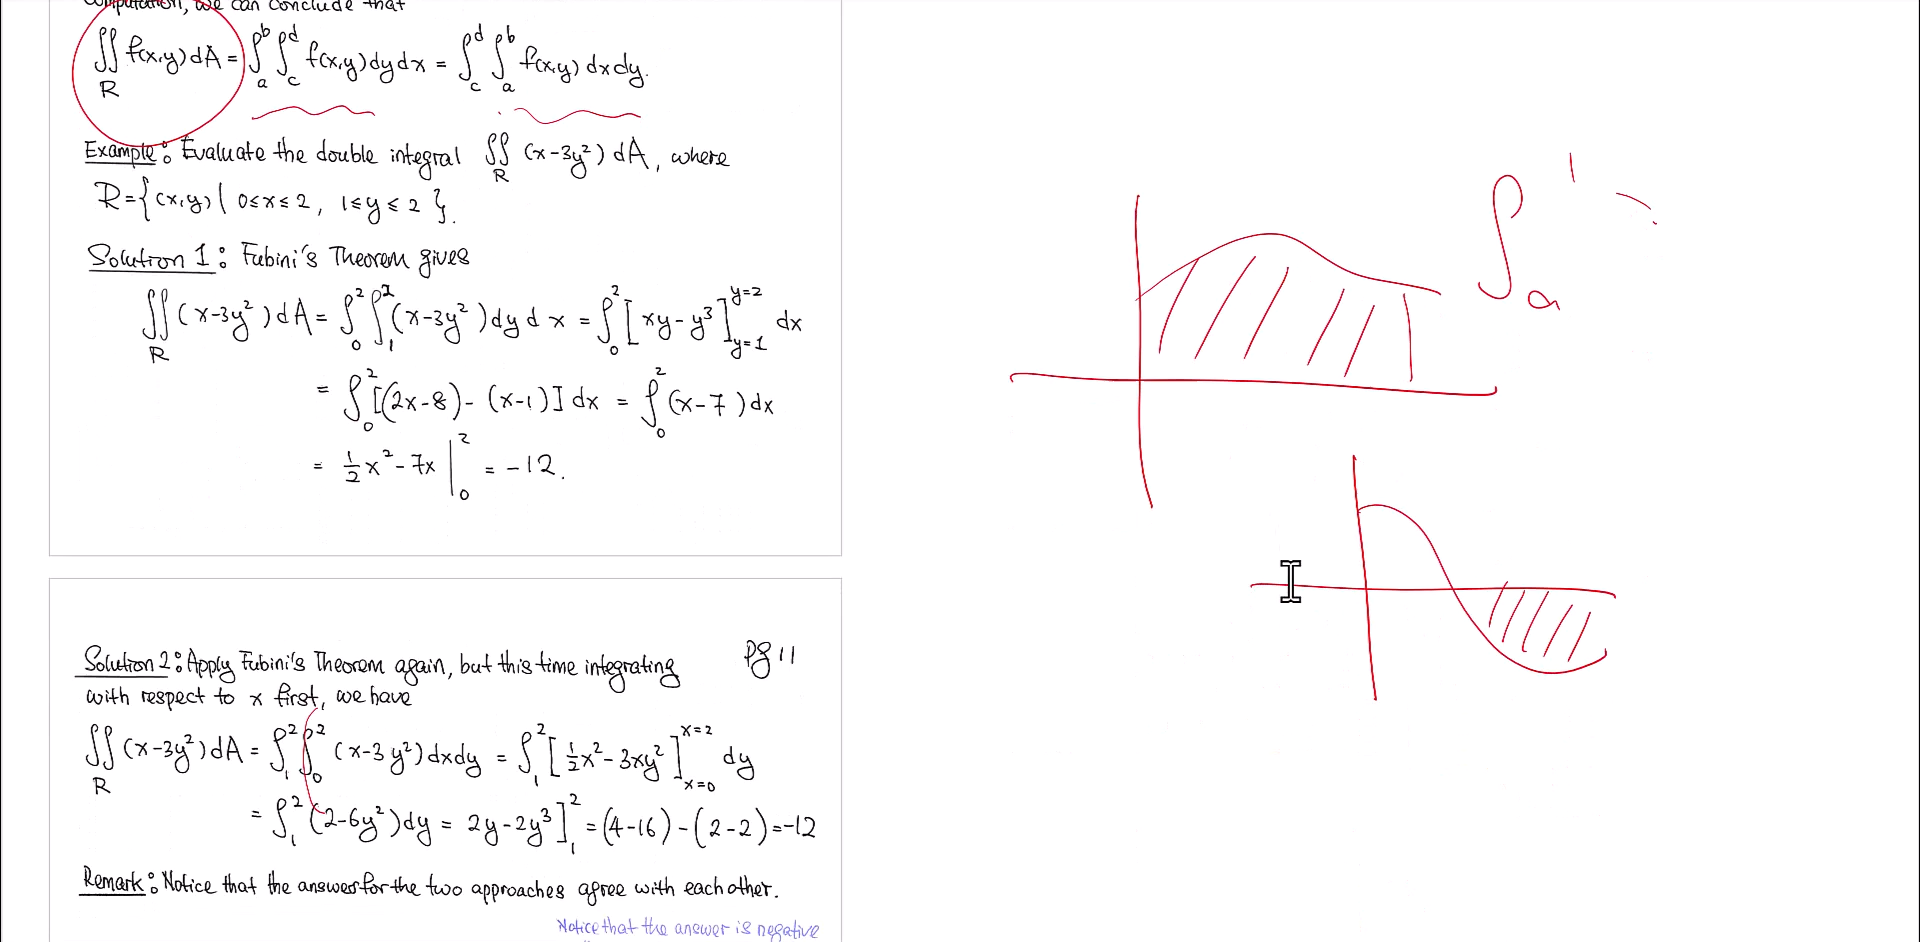 computation, we can conclude that
∬_R f(x,y) dA = ∫_a^b ∫_c^d f(x,y) dy dx = ∫_c^d ∫_a^b f(x,y) dx dy.
Example: Evaluate the double integral ∬_R (x-3y²) dA, where
R={(x,y) | 0≤x≤2, 1≤y≤2}.
Solution 1: Fubini's Theorem gives
∬_R (x-3y²) dA = ∫_0^2 ∫_1^2 (x-3y²) dy dx = ∫_0^2 [xy-y³]_{y=1}^{y=2} dx
= ∫_0^2 [(2x-8)-(x-1)] dx = ∫_0^2 (x-7) dx
= ½x²-7x |_0^2 = -12.
Pg 11
Solution 2: Apply Fubini's Theorem again, but this time integrating
with respect to x first, we have
∬_R (x-3y²) dA = ∫_1^2 ∫_0^2 (x-3y²) dx dy = ∫_1^2 [½x²-3xy²]_{x=0}^{x=2} dy
= ∫_1^2 (2-6y²) dy = 2y-2y³]_1^2 = (4-16)-(2-2)=-12
Remark: Notice that the answer for the two approaches agree with each other.
Notice that the answer is negative
∫_a